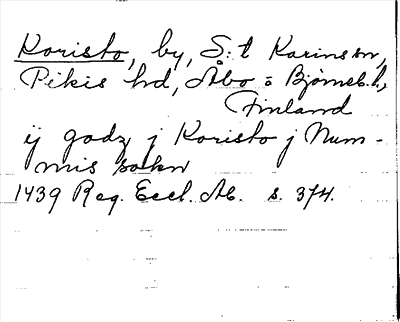 Koristo, by, S:t Karins sn,
Pikis hd, Åbo o Björneb. l.,
Finland
ij godz j Koristo j Num-
mis sokn
1439 Reg. Eccl. Ab. s. 374.